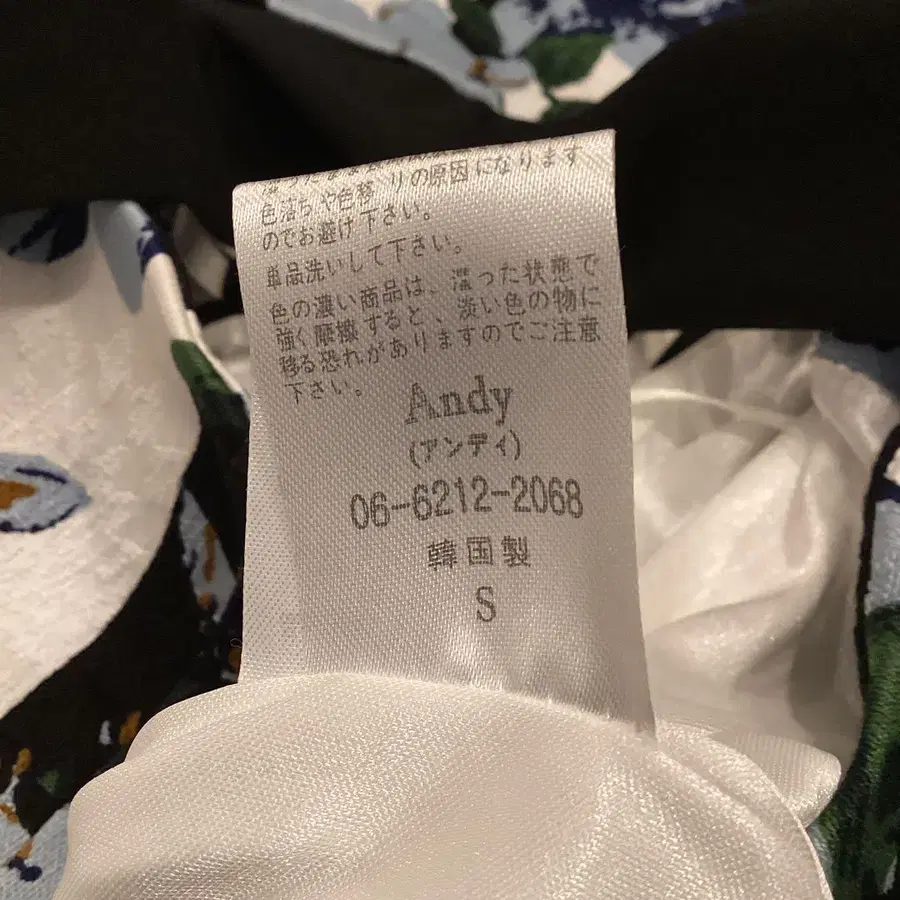 りの原因になります
色落ちや色移
のでお避け下さい。
単品洗いして下さい。
色の濃い商品は、湿った状態で
強く摩擦すると、淡い色の物に
移る恐れがありますのでご注意
下さい。
Andy
(アンディ)
06-6212-2068
韓国製
S